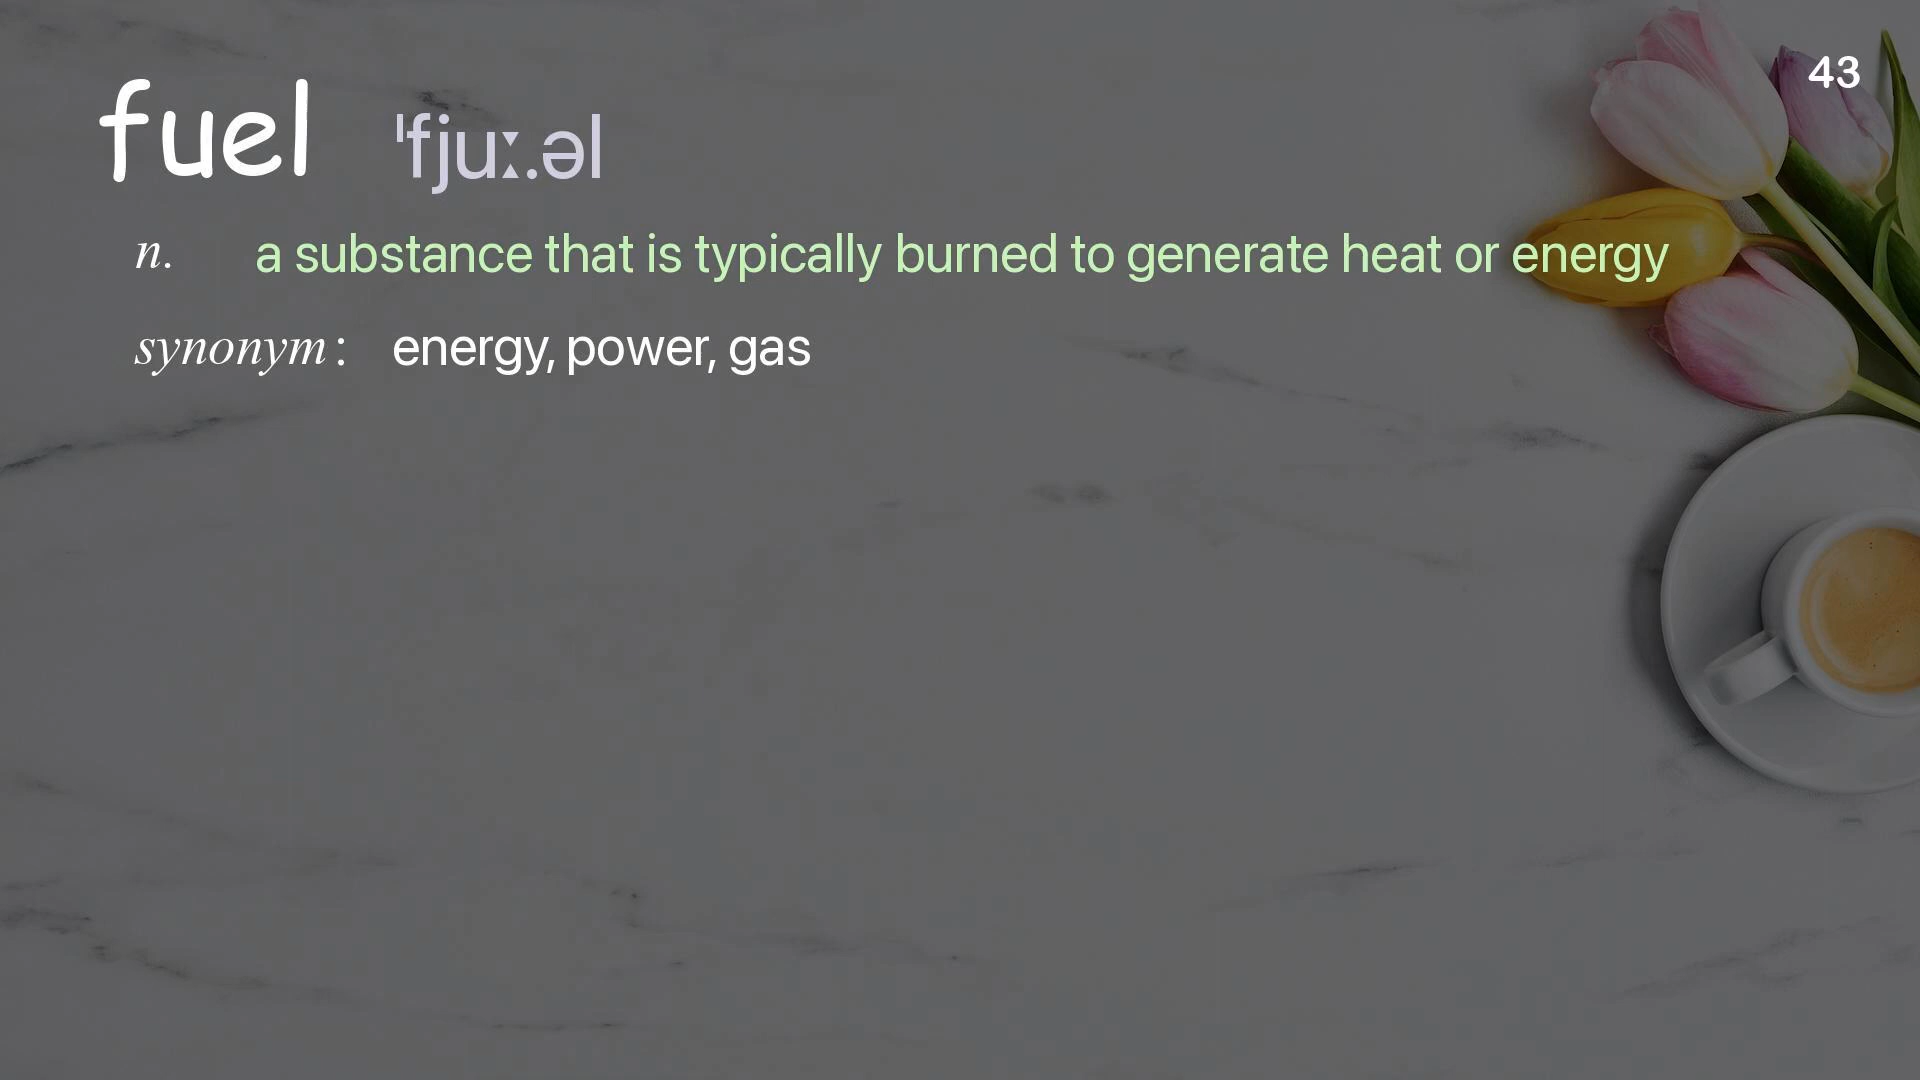 43
fuel ˈfjuː.əl
n. a substance that is typically burned to generate heat or energy
synonym : energy, power, gas